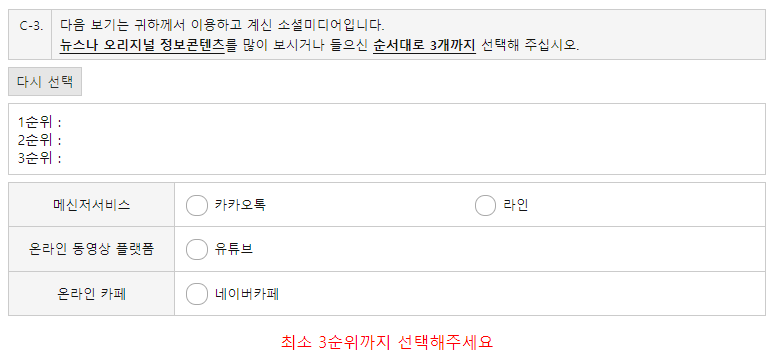 C-3.
다음 보기는 귀하께서 이용하고 계신 소셜미디어입니다.
뉴스나 오리지널 정보콘텐츠를 많이 보시거나 들으신 순서대로 3개까지 선택해 주십시오.
다시 선택
1순위 :
2순위 :
3순위 :
메신저서비스 카카오톡 라인
온라인 동영상 플랫폼 유튜브
온라인 카페 네이버카페
최소 3순위까지 선택해주세요